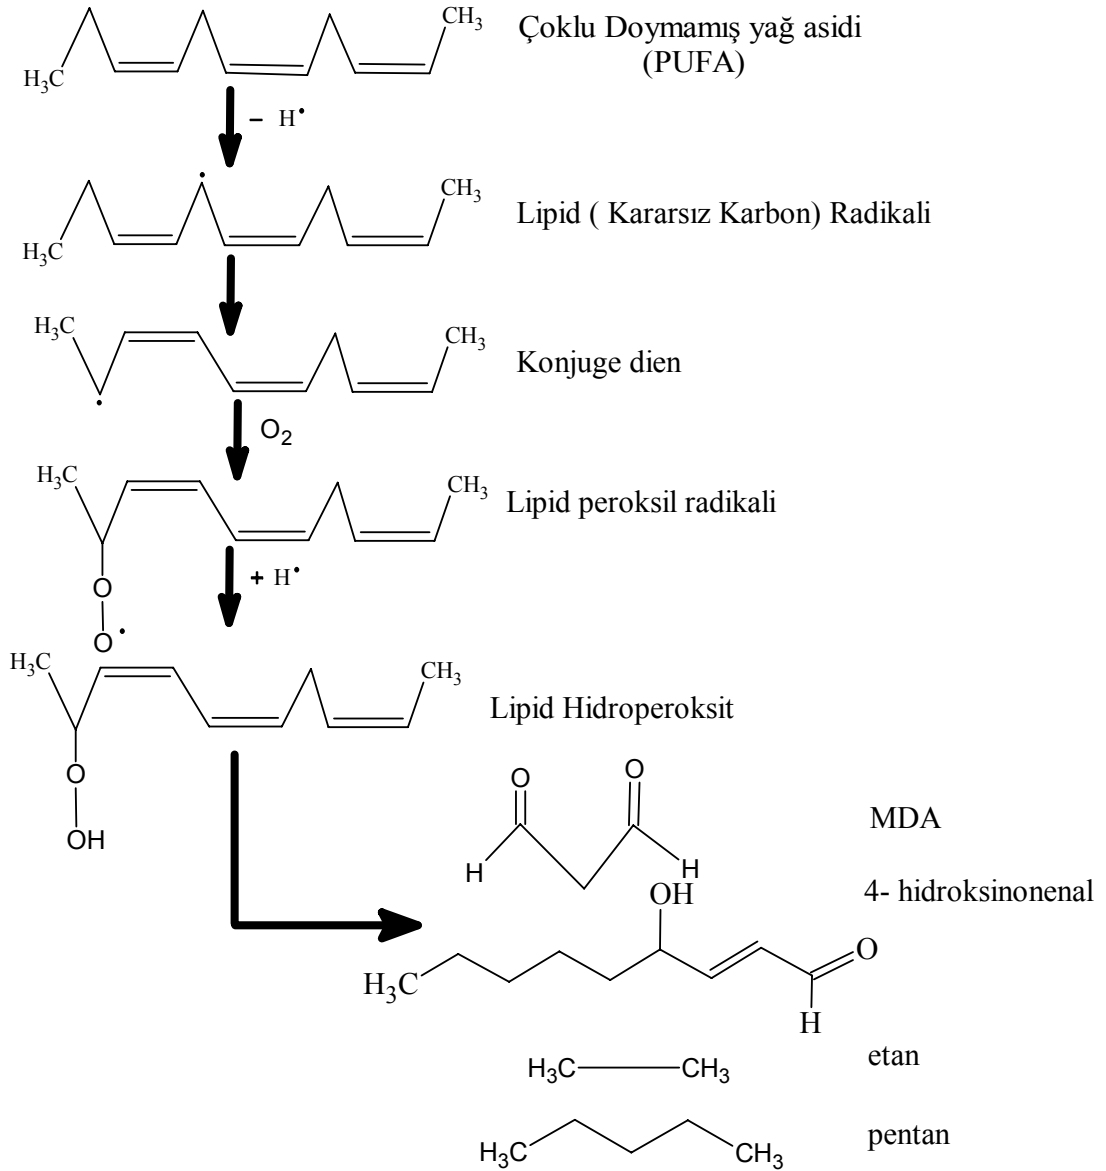 CH₃
Çoklu Doymamış yağ asidi
(PUFA)
H₃C
– H•
CH₃
Lipid ( Kararsız Karbon) Radikali
H₃C
H₃C
CH₃
Konjuge dien
O₂
H₃C
CH₃
Lipid peroksil radikali
O
+ H•
O•
H₃C
CH₃
Lipid Hidroperoksit
O
OH
O
O
MDA
H
H
4- hidroksinonenal
OH
O
H₃C
H
etan
H₃C
CH₃
pentan
H₃C
CH₃